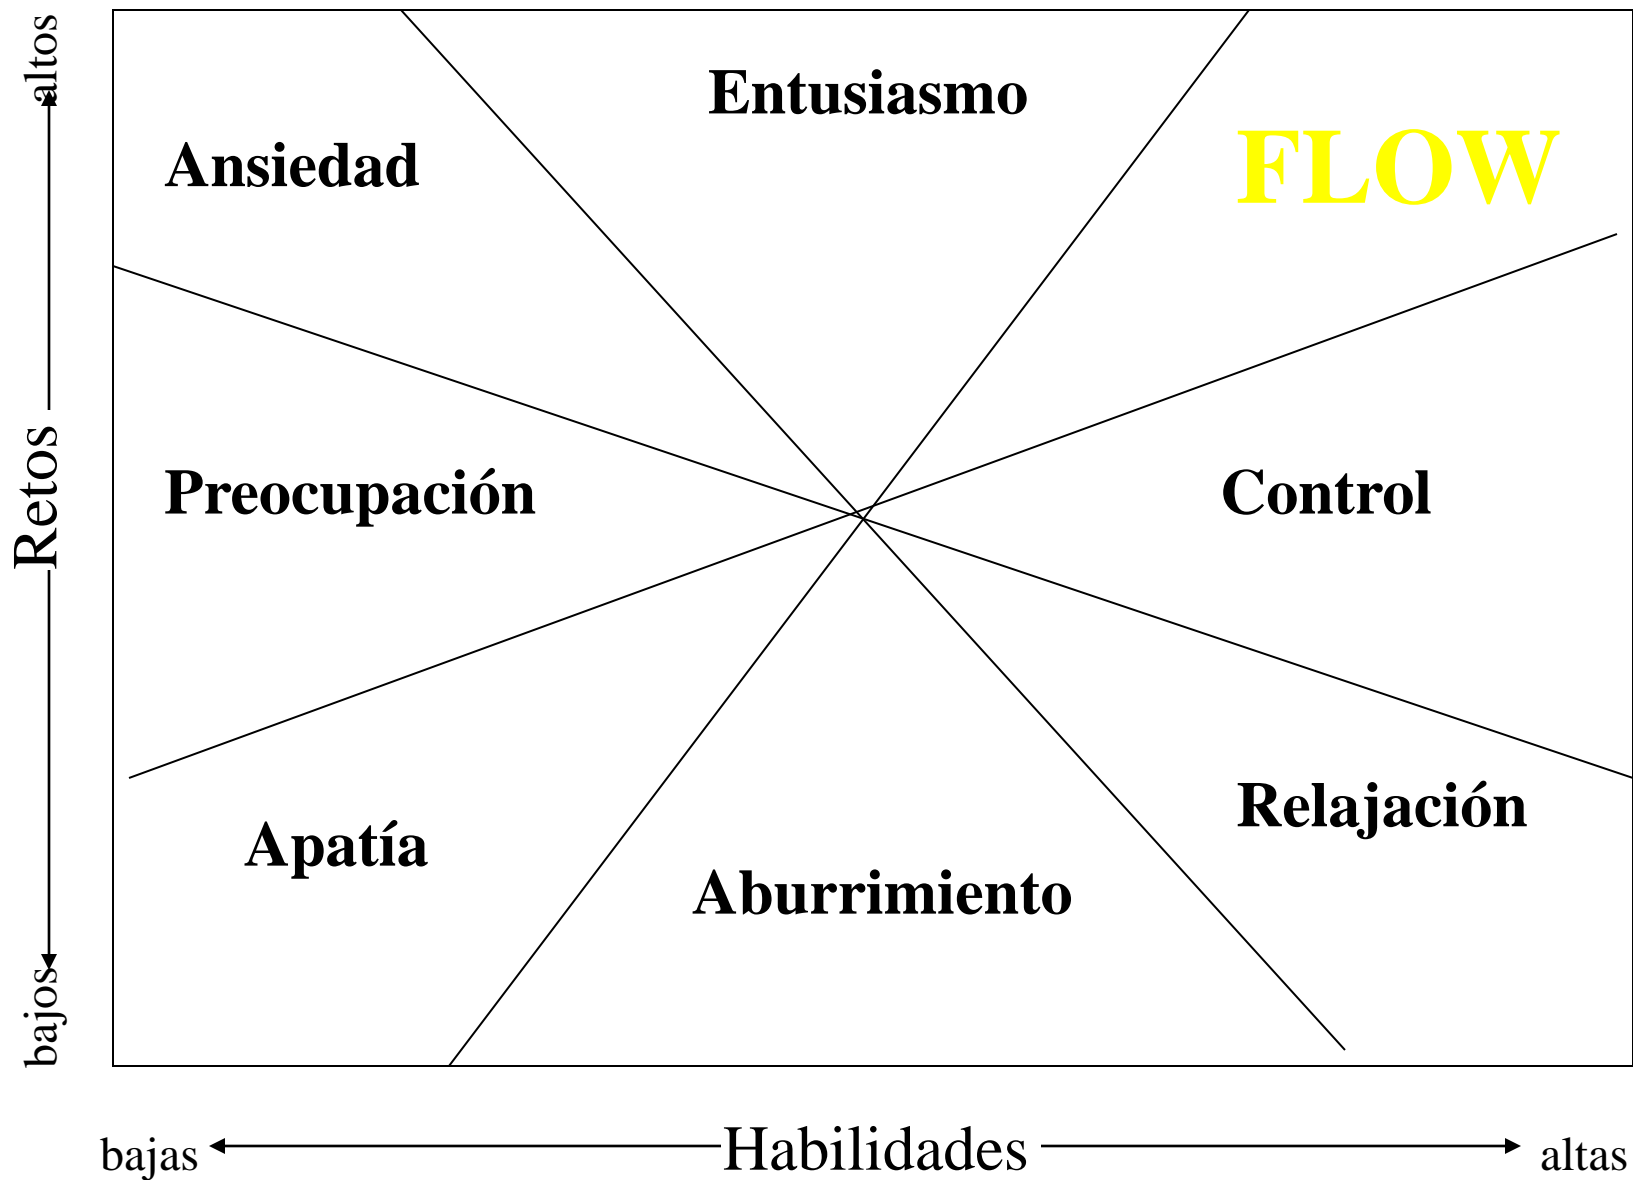 altos
Entusiasmo
FLOW
Ansiedad
Retos
Preocupación
Control
Relajación
Apatía
Aburrimiento
bajos
bajas
Habilidades
altas